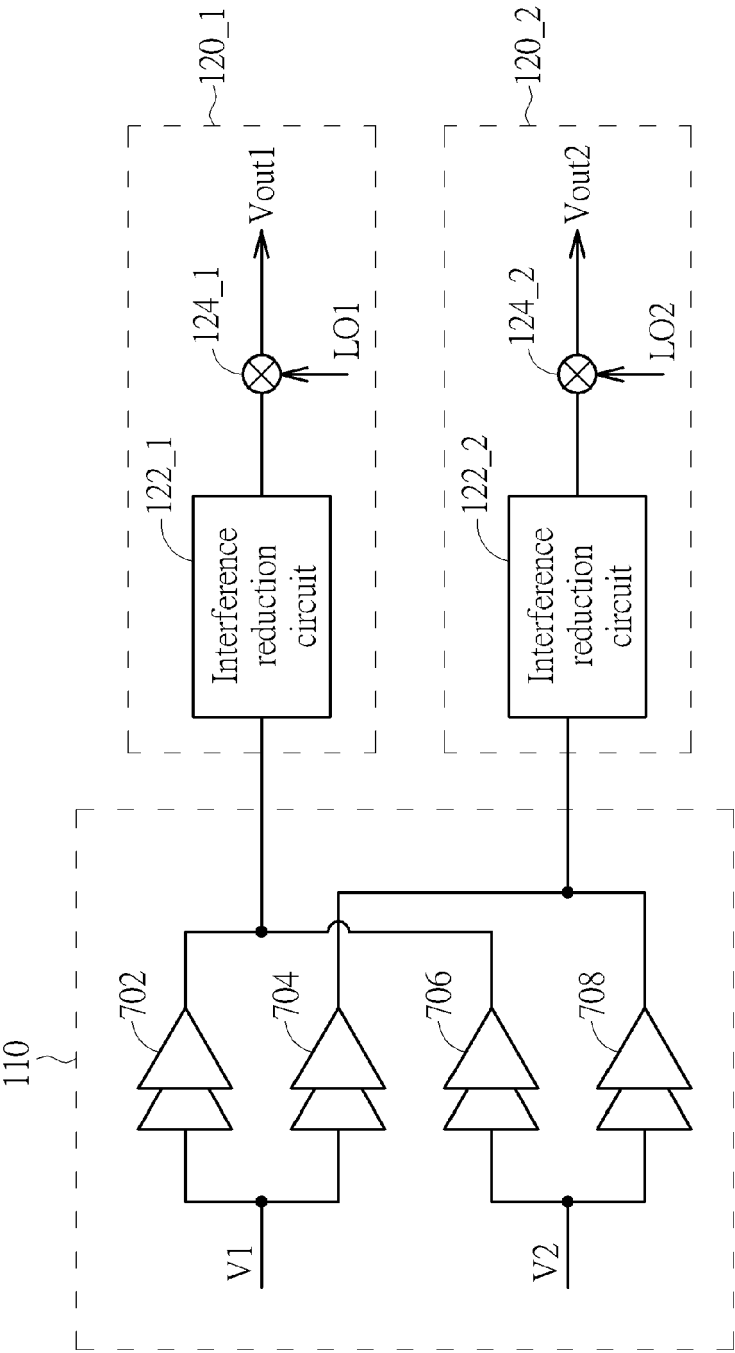 110
702
704
706
708
V1
V2
120_1
122_1
Interference
reduction
circuit
124_1
LO1
Vout1
120_2
122_2
Interference
reduction
circuit
124_2
LO2
Vout2